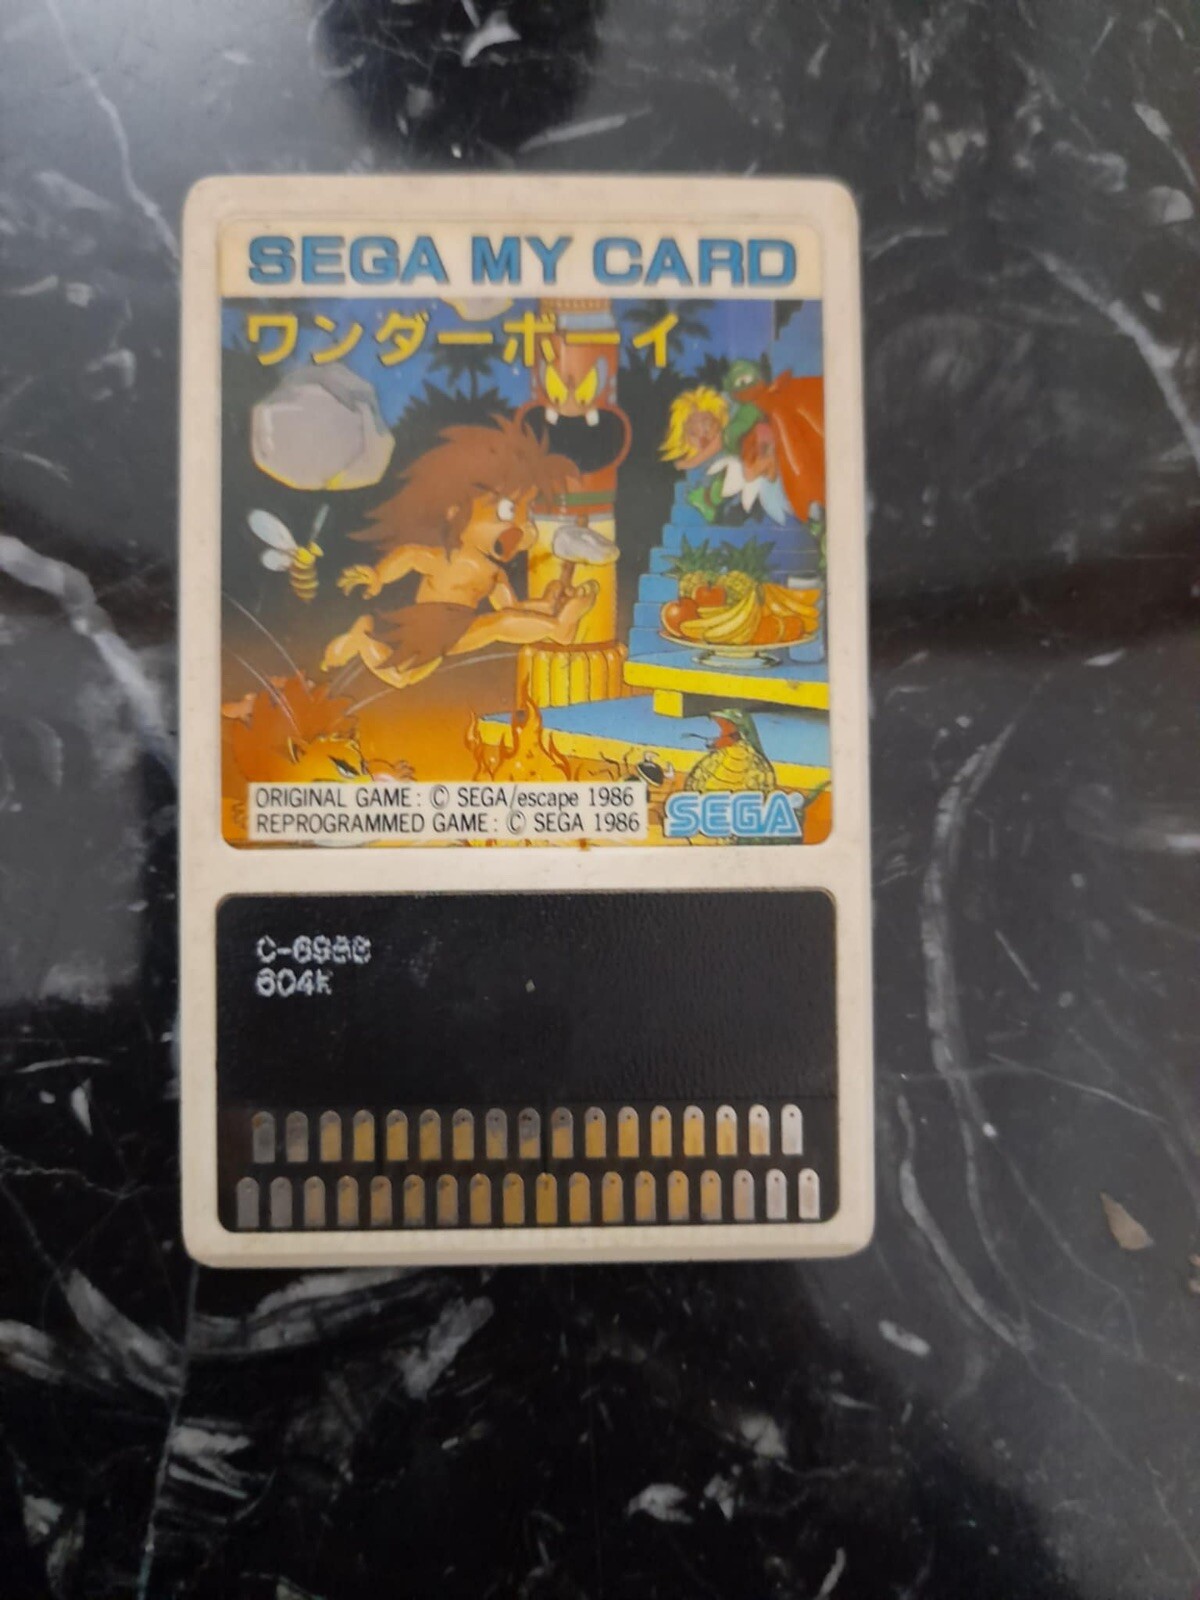 SEGA MY CARD
ワンダーボーイ
ORIGINAL GAME: © SEGA/escape 1986
REPROGRAMMED GAME: © SEGA 1986
SEGA
604K